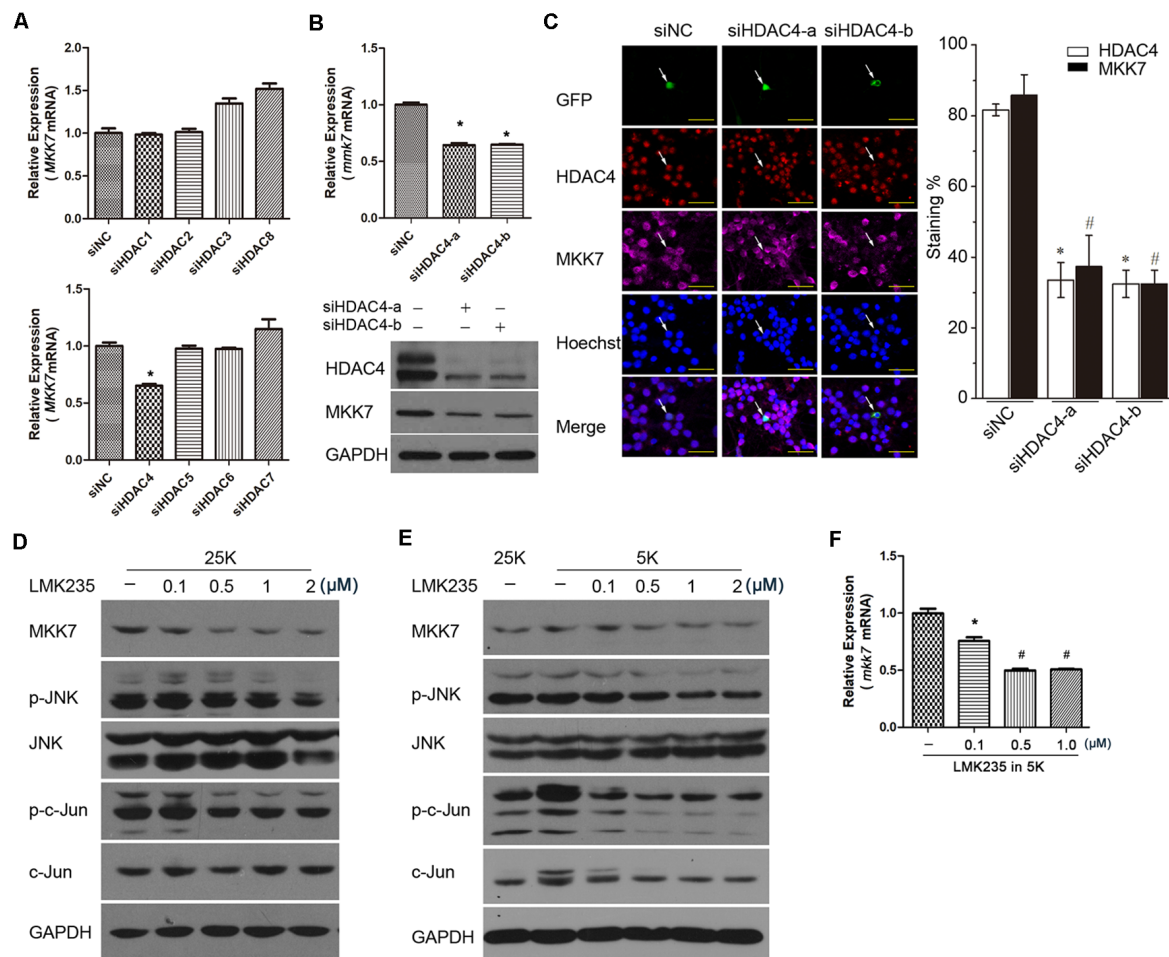 A
Relative Expression
( MKK7 mRNA)
2.0
1.5
1.0
0.5
0.0
siNC
siHDAC1
siHDAC2
siHDAC3
siHDAC8
Relative Expression
( MKK7 mRNA)
1.5
1.0
0.5
0.0
*
siNC
siHDAC4
siHDAC5
siHDAC6
siHDAC7
B
Relative Expression
( mmk7 mRNA)
1.5
1.0
0.5
0.0
* *
siNC
siHDAC4-a
siHDAC4-b
siHDAC4-a – + –
siHDAC4-b – – +
HDAC4
MKK7
GAPDH
C
siNC siHDAC4-a siHDAC4-b
GFP
HDAC4
MKK7
Hoechst
Merge
Staining %
100
80
60
40
20
0
HDAC4
MKK7
* # * #
siNC
siHDAC4-a
siHDAC4-b
D
25K
LMK235 – 0.1 0.5 1 2 (µM)
MKK7
p-JNK
JNK
p-c-Jun
c-Jun
GAPDH
E
25K 5K
LMK235 – – 0.1 0.5 1 2 (µM)
MKK7
p-JNK
JNK
p-c-Jun
c-Jun
GAPDH
F
Relative Expression
( mkk7 mRNA)
1.5
1.0
0.5
0.0
* # #
– 0.1 0.5 1.0 (µM)
LMK235 in 5K